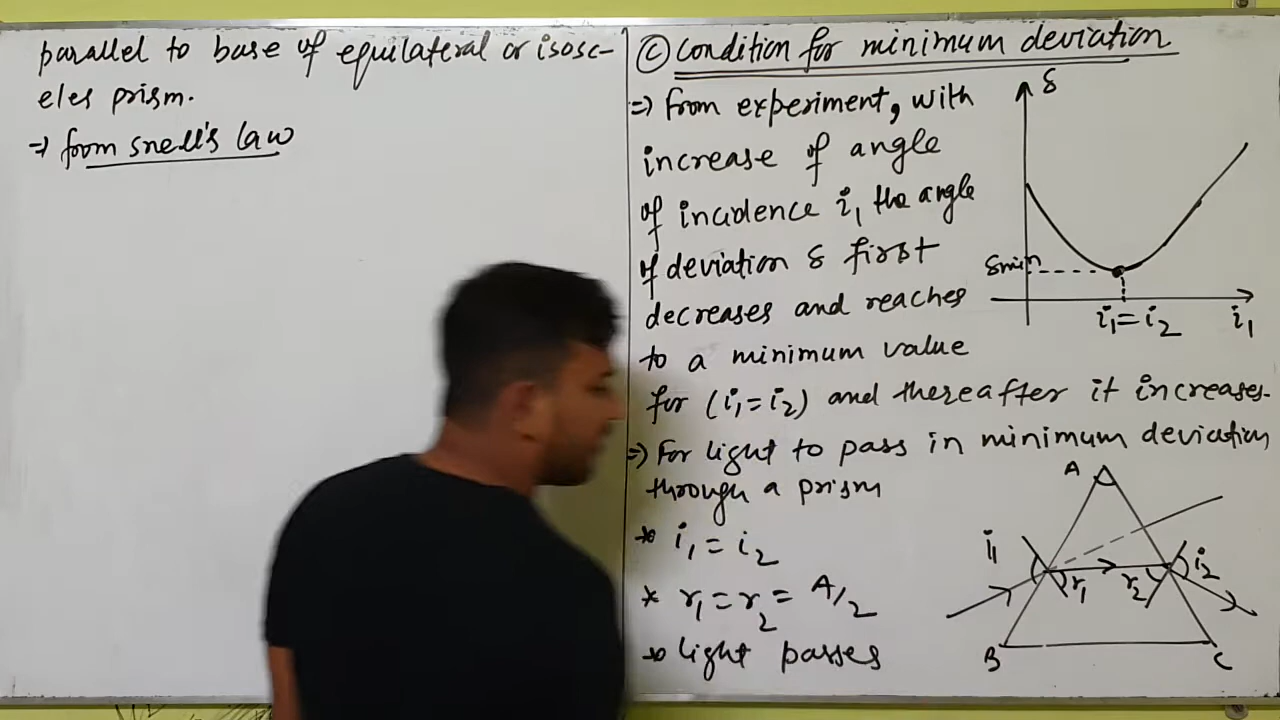 parallel to base of equilateral or isosc-
eles prism.
⇒ from snell's law
Ⓒ condition for minimum deviation
⇒ From experiment, with
increase of angle
of incidence i₁ the angle
of deviation δ first
decreases and reaches
to a minimum value
for (i₁ = i₂) and thereafter it increases.
⇒ For light to pass in minimum deviation
through a prism
* i₁ = i₂
* r₁ = r₂ = A/2
* light passes
δ
δmin
i₁ = i₂
i₁
A
i₁
r₁
r₂
i₂
B
C